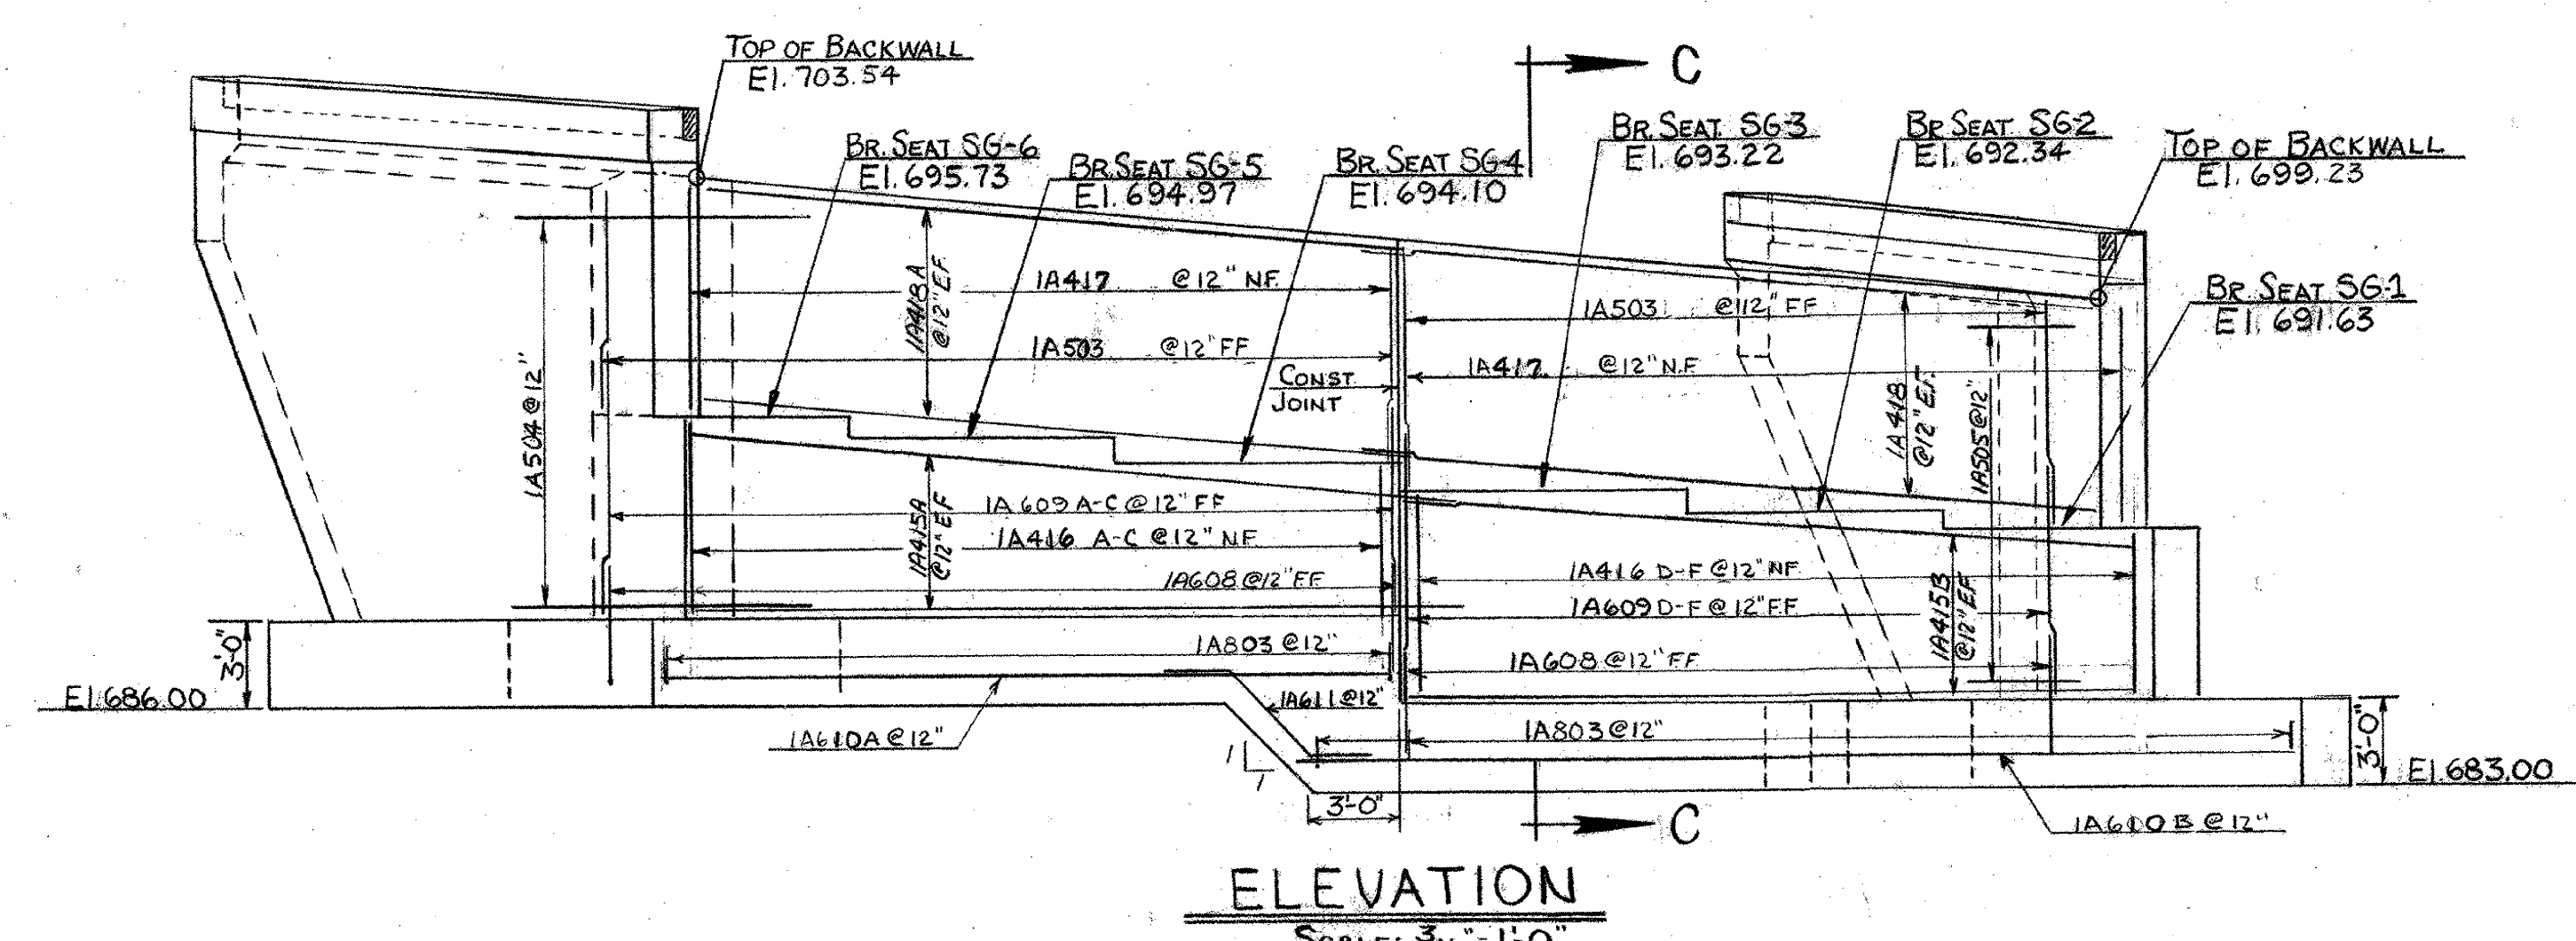 TOP OF BACKWALL
El. 703.54
C
BR. SEAT SG-6
El. 695.73
BR. SEAT SG-5
El. 694.97
BR. SEAT SG-4
El. 694.10
BR. SEAT SG-3
El. 693.22
BR SEAT SG-2
El. 692.34
TOP OF BACKWALL
El. 699.23
BR. SEAT SG-1
El. 691.63
1A417 @ 12" NF.
1A418A
@12" EF.
1A503 @12" FF
CONST
JOINT
1A503 @12" FF
1A417 @12" N.F
1A418
@12" EF.
1A505@12"
1A504@12"
1A609 A-C@12" FF
1A416 A-C @12" NF.
1A415A
@12" EF
1A608@12" FF
1A416 D-F@12" NF
1A609 D-F@12" F.F
1A415B
@12" EF.
1A608@12" FF
3'-0"
El. 686.00
1A803@12"
1A611@12"
1A610A@12"
1
1
3'-0"
1A803@12"
3'-0"
El 683.00
1A610B@12"
C
ELEVATION